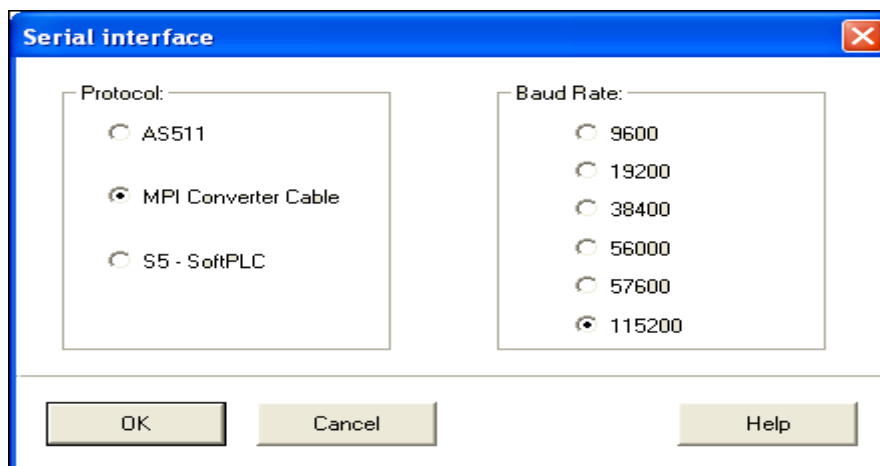 Serial interface
Protocol:
AS511
MPI Converter Cable
S5 - SoftPLC
Baud Rate:
9600
19200
38400
56000
57600
115200
OK
Cancel
Help